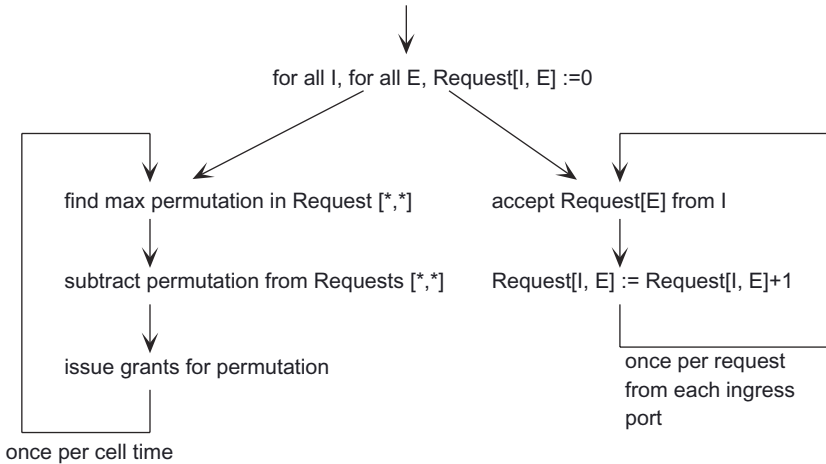 for all I, for all E, Request[I, E] :=0
find max permutation in Request [*,*]
subtract permutation from Requests [*,*]
issue grants for permutation
once per cell time
accept Request[E] from I
Request[I, E] := Request[I, E]+1
once per request
from each ingress
port